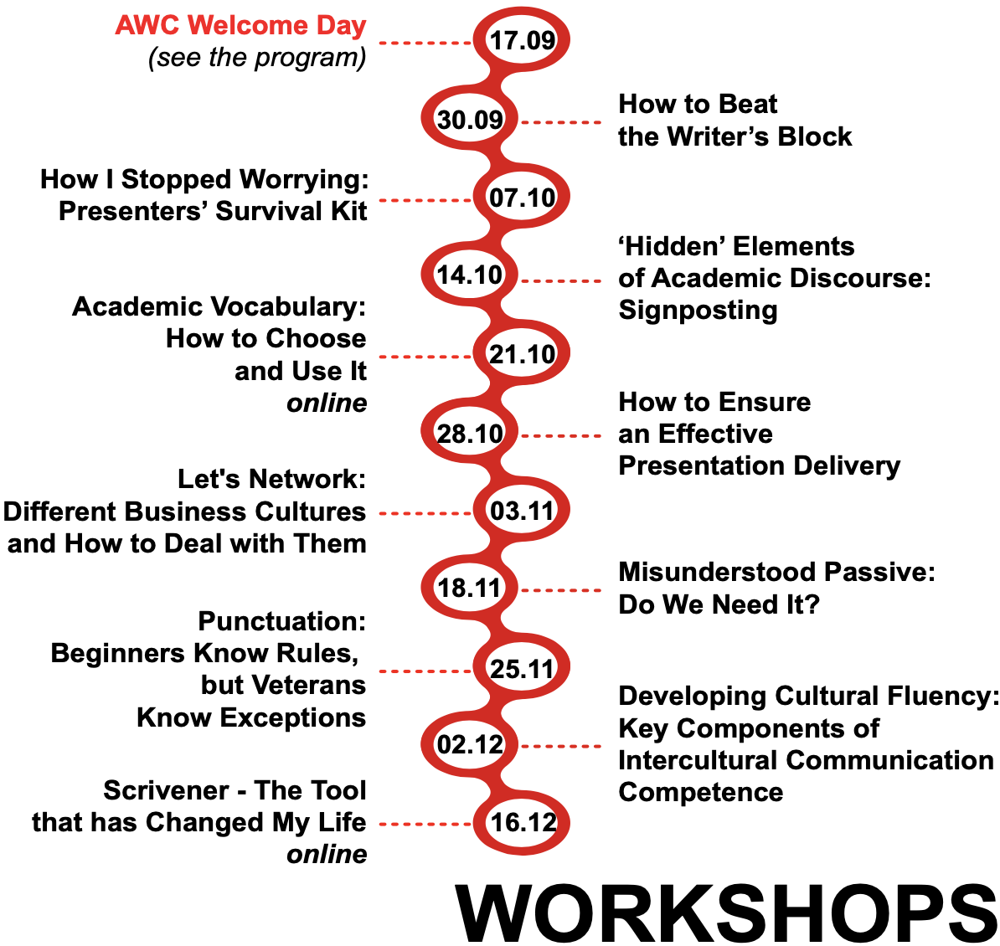 AWC Welcome Day
(see the program)
17.09
30.09
How to Beat
the Writer’s Block
How I Stopped Worrying:
Presenters’ Survival Kit
07.10
14.10
‘Hidden’ Elements
of Academic Discourse:
Signposting
Academic Vocabulary:
How to Choose
and Use It
online
21.10
28.10
How to Ensure
an Effective
Presentation Delivery
Let's Network:
Different Business Cultures
and How to Deal with Them
03.11
18.11
Misunderstood Passive:
Do We Need It?
Punctuation:
Beginners Know Rules,
but Veterans
Know Exceptions
25.11
02.12
Developing Cultural Fluency:
Key Components of
Intercultural Communication
Competence
Scrivener - The Tool
that has Changed My Life
online
16.12
WORKSHOPS